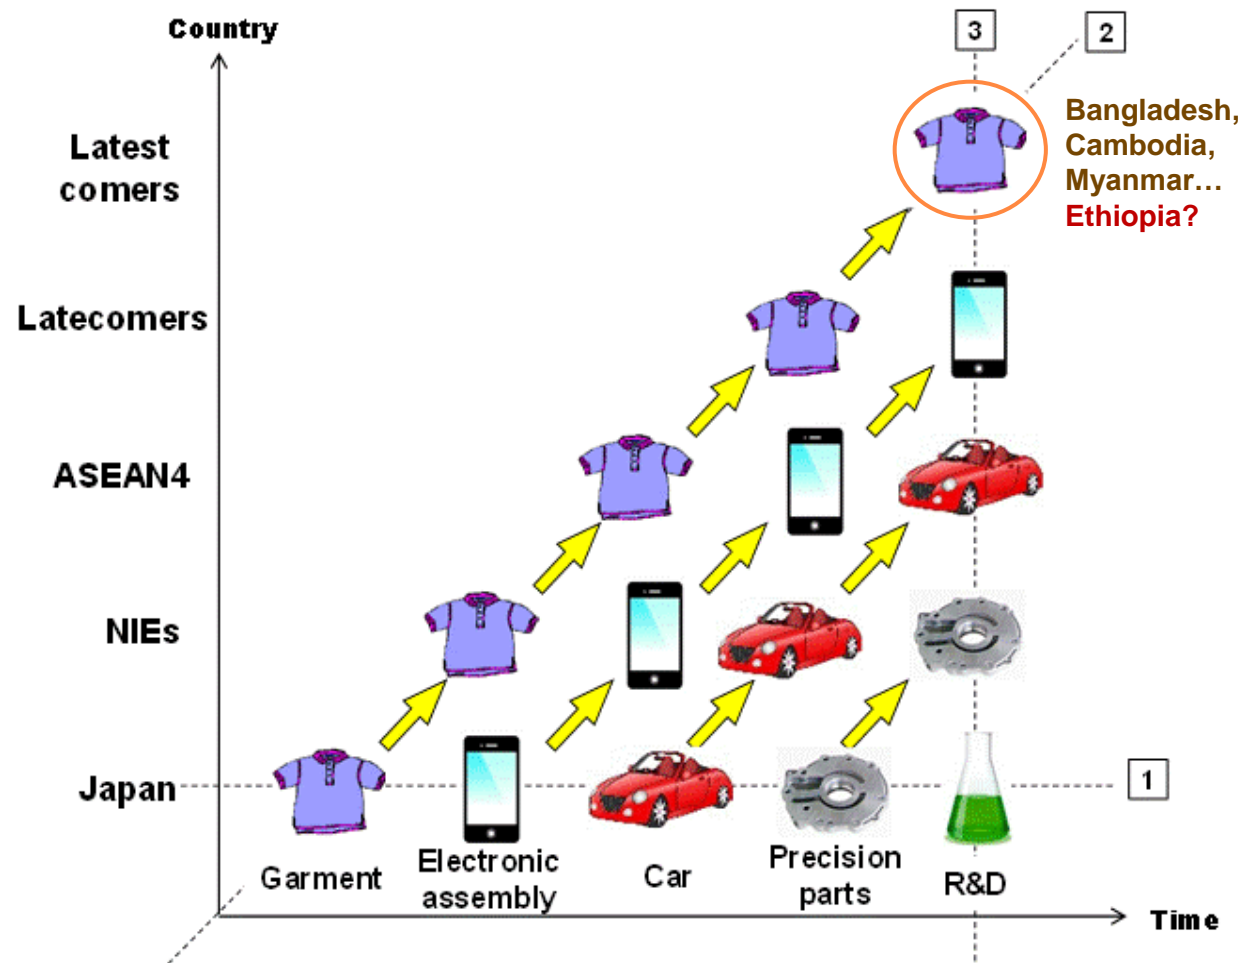 Country
3
2
Latest
comers
Bangladesh,
Cambodia,
Myanmar…
Ethiopia?
Latecomers
ASEAN4
NIEs
Japan
1
Garment
Electronic
assembly
Car
Precision
parts
R&D
Time